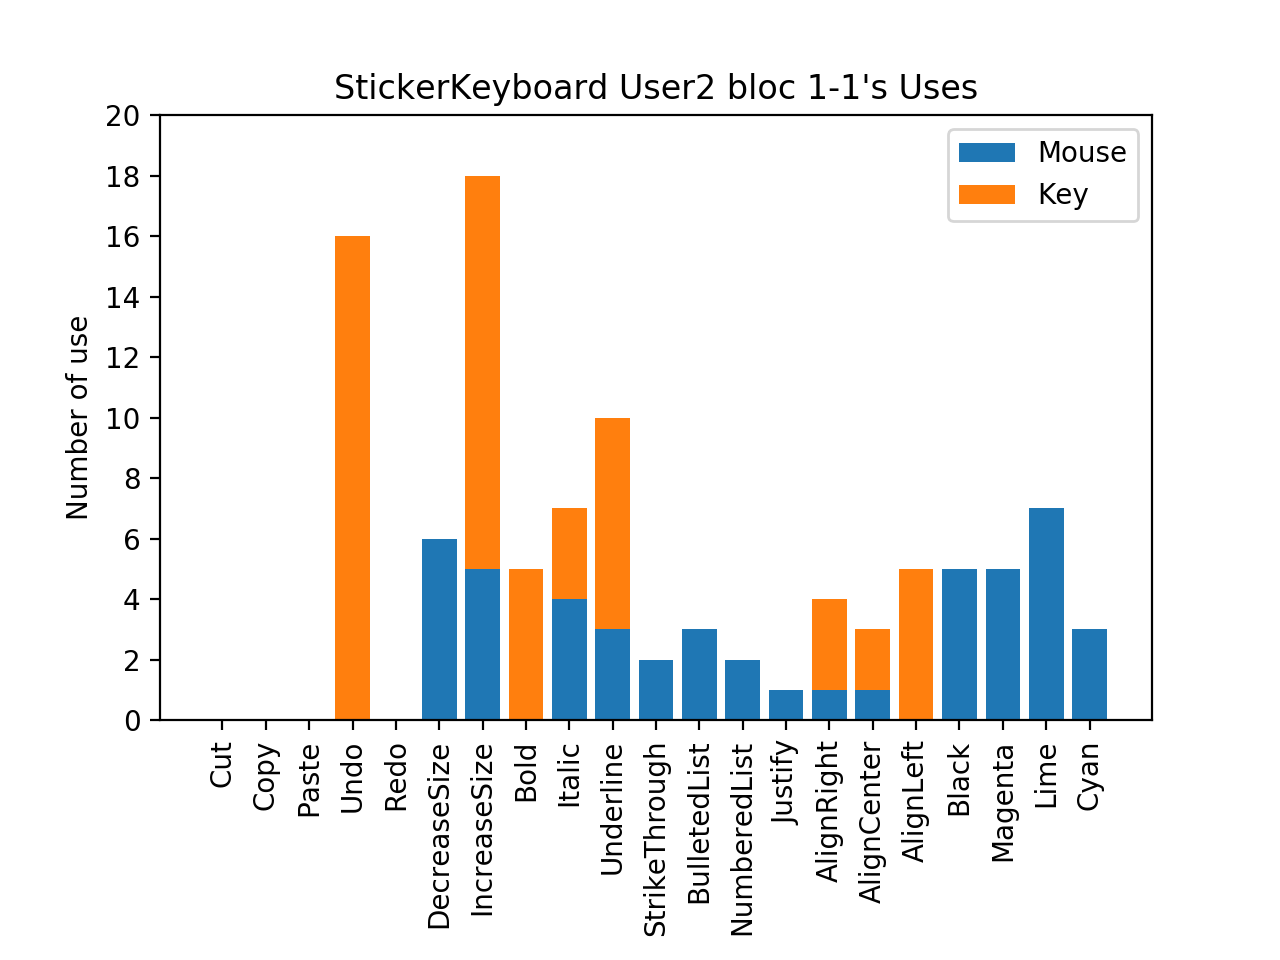 StickerKeyboard User2 bloc 1-1's Uses
Mouse
Key
Number of use
20
18
16
14
12
10
8
6
4
2
0
Cut
Copy
Paste
Undo
Redo
DecreaseSize
IncreaseSize
Bold
Italic
Underline
StrikeThrough
BulletedList
NumberedList
Justify
AlignRight
AlignCenter
AlignLeft
Black
Magenta
Lime
Cyan